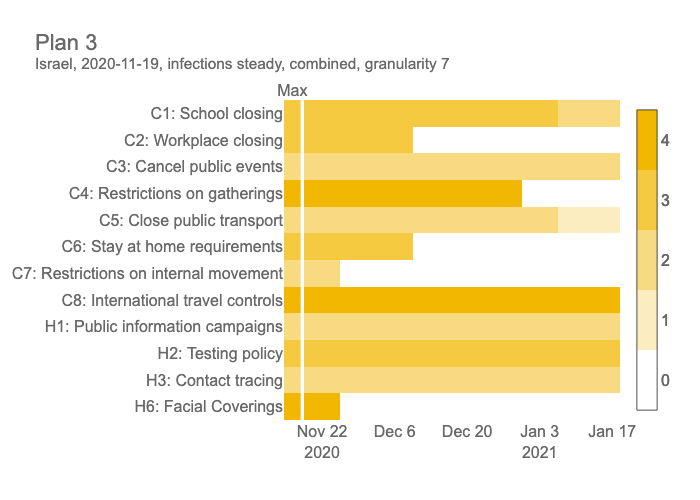 Plan 3
Israel, 2020-11-19, infections steady, combined, granularity 7
Max
C1: School closing
C2: Workplace closing
C3: Cancel public events
C4: Restrictions on gatherings
C5: Close public transport
C6: Stay at home requirements
C7: Restrictions on internal movement
C8: International travel controls
H1: Public information campaigns
H2: Testing policy
H3: Contact tracing
H6: Facial Coverings
4
3
2
1
0
Nov 22 Dec 6 Dec 20 Jan 3 Jan 17
2020 2021